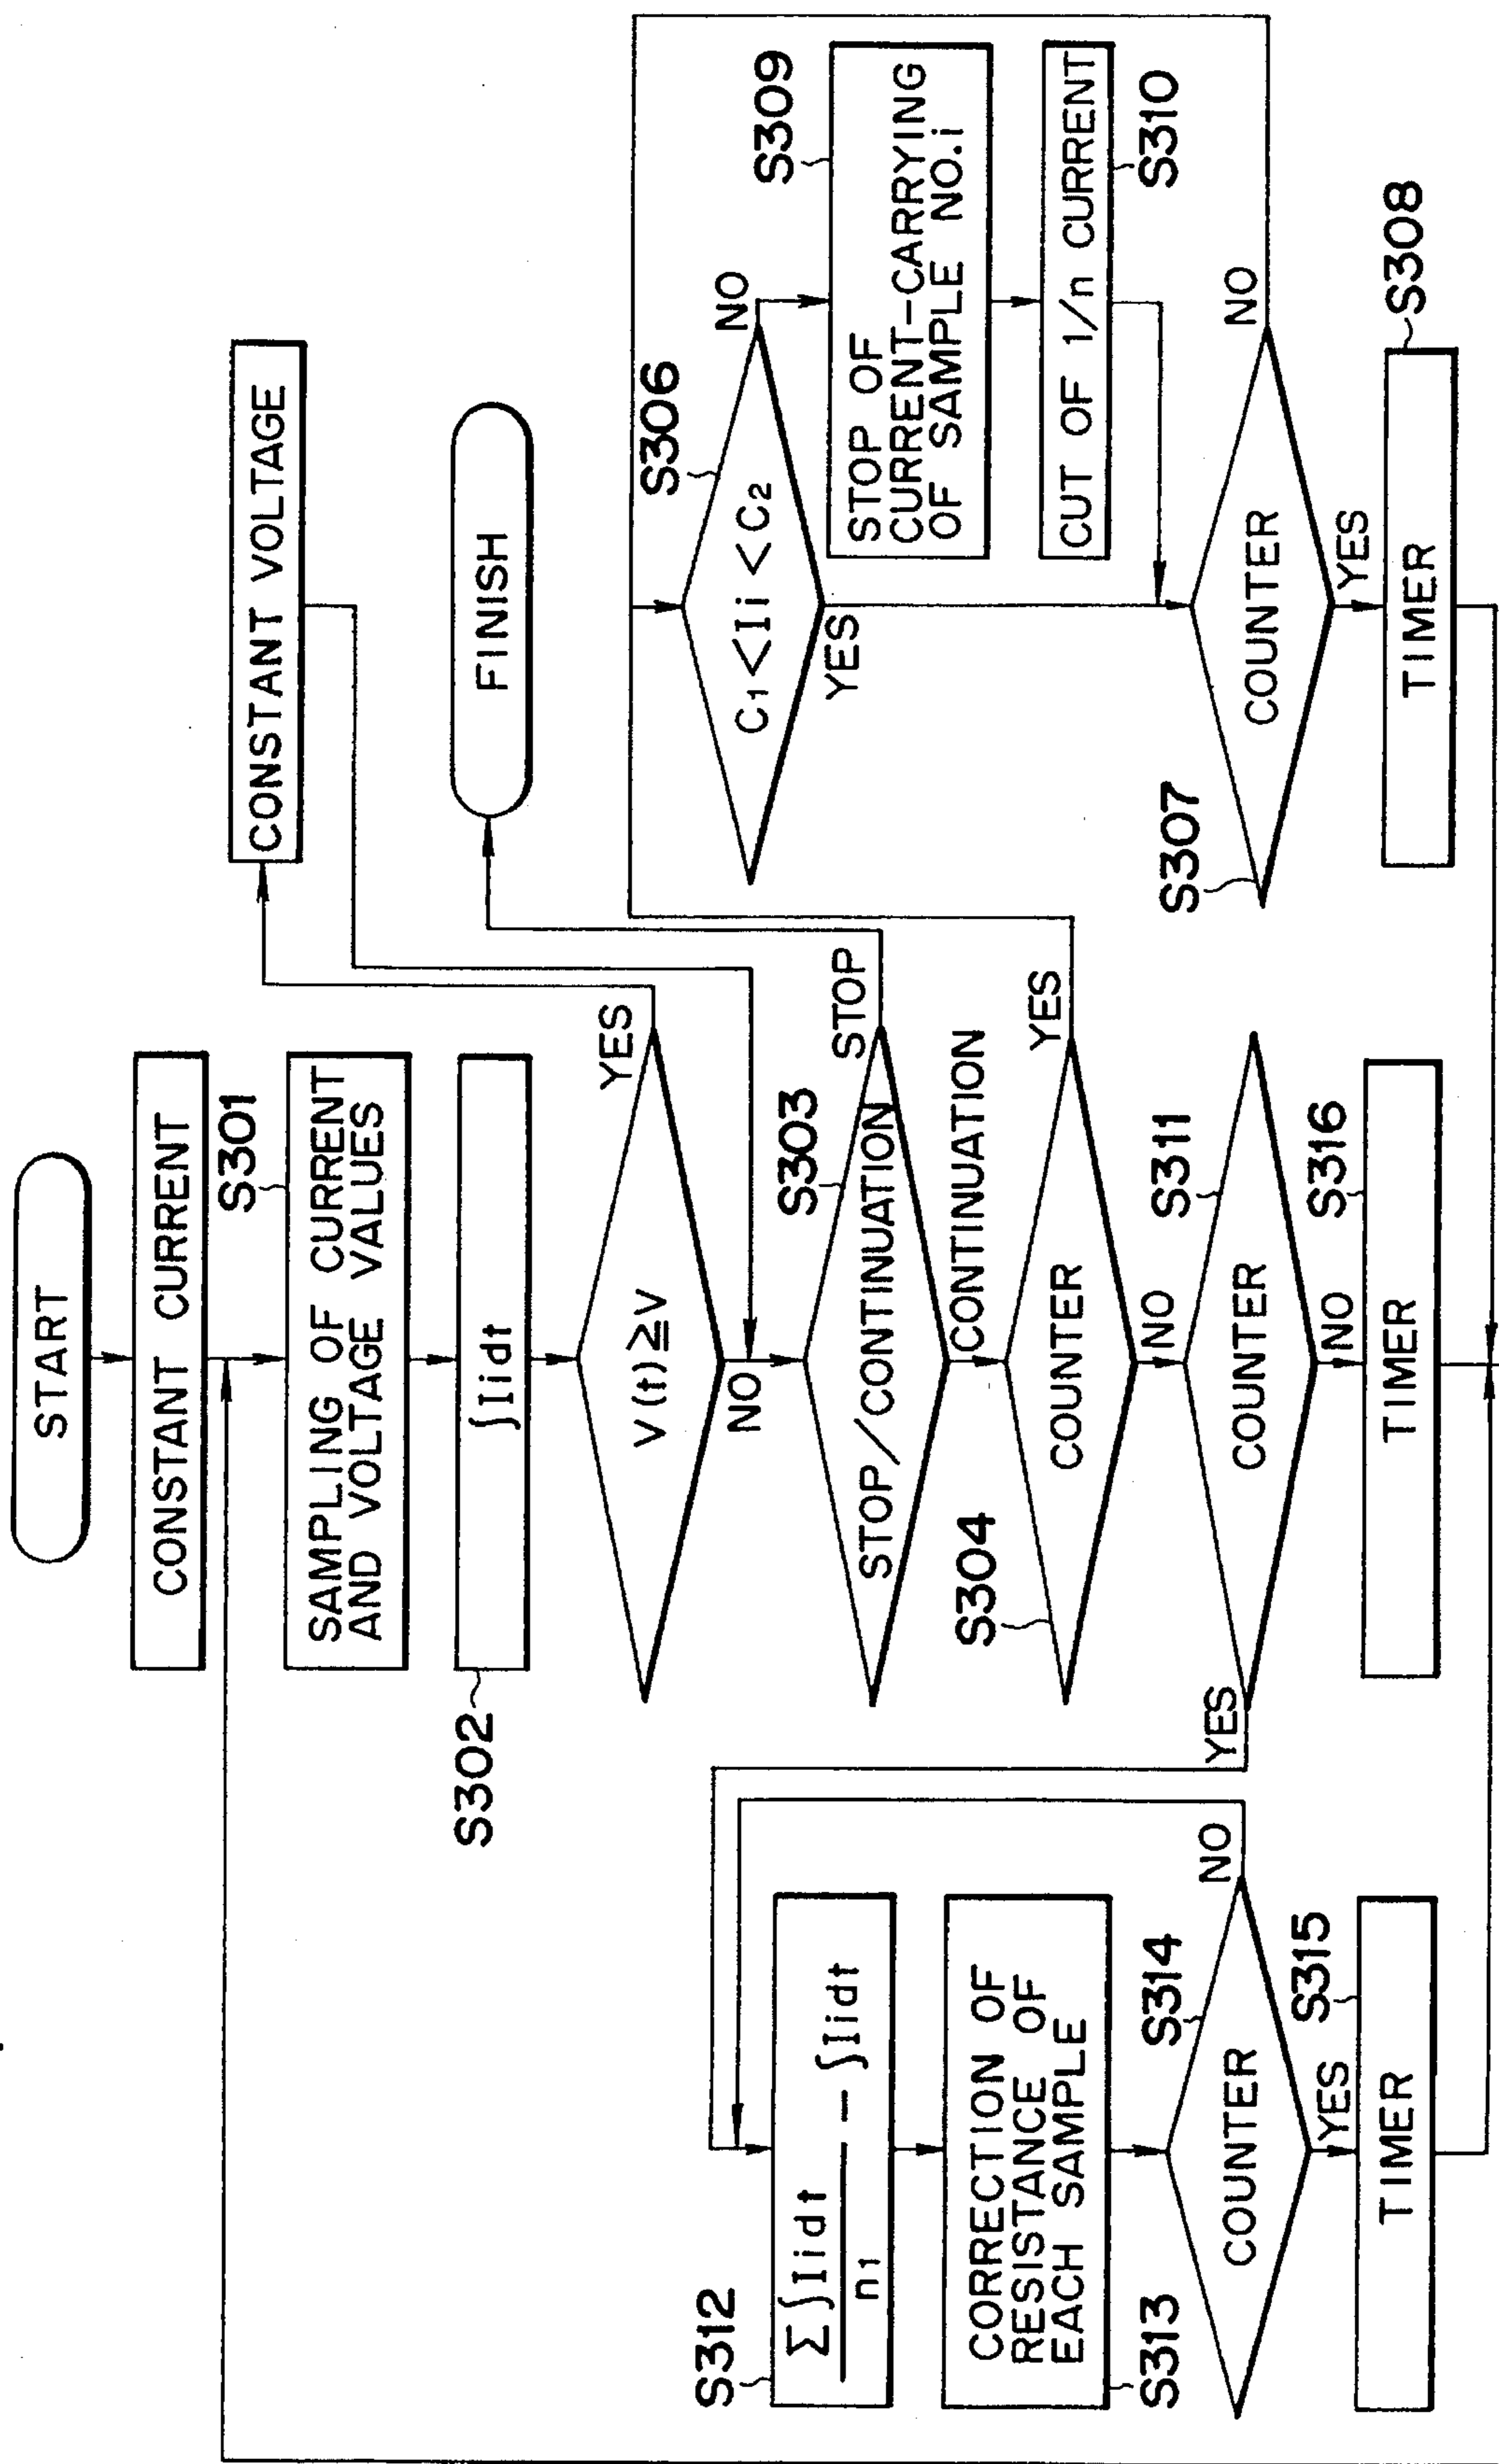 START
CONSTANT CURRENT
S301
SAMPLING OF CURRENT
AND VOLTAGE VALUES
S302
∫Iidt
V(t)≧V
YES
NO
CONSTANT VOLTAGE
S303
STOP/CONTINUATION
STOP
FINISH
CONTINUATION
S304
COUNTER
YES
NO
S306
C1<Ii<C2
NO
YES
S309
STOP OF
CURRENT-CARRYING
OF SAMPLE NO.i
CUT OF 1/n CURRENT
S310
S307
COUNTER
NO
YES
S308
TIMER
S311
COUNTER
YES
NO
S316
TIMER
S312
Σ∫Iidt
n1
− ∫Iidt
CORRECTION OF
RESISTANCE OF
EACH SAMPLE
S313
S314
COUNTER
NO
YES
S315
TIMER